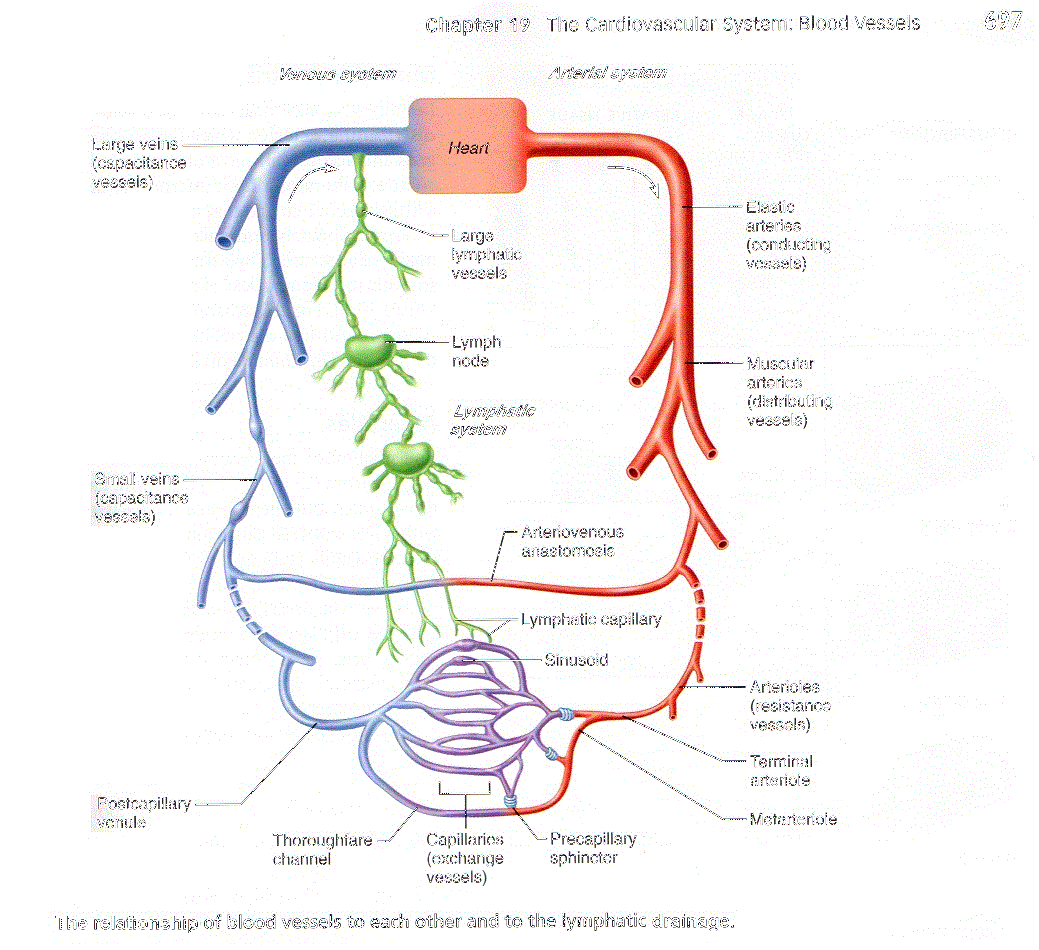 Chapter 19 The Cardiovascular System: Blood Vessels 697
Venous system
Arterial system
Large veins
(capacitance
vessels)
Heart
Elastic
arteries
(conducting
vessels)
Large
lymphatic
vessels
Lymph
node
Muscular
arteries
(distributing
vessels)
Lymphatic
system
Small veins
(capacitance
vessels)
Arteriovenous
anastomosis
Lymphatic capillary
Sinusoid
Arterioles
(resistance
vessels)
Terminal
arteriole
Postcapillary
venule
Metarteriole
Thoroughfare
channel
Capillaries
(exchange
vessels)
Precapillary
sphincter
The relationship of blood vessels to each other and to the lymphatic drainage.